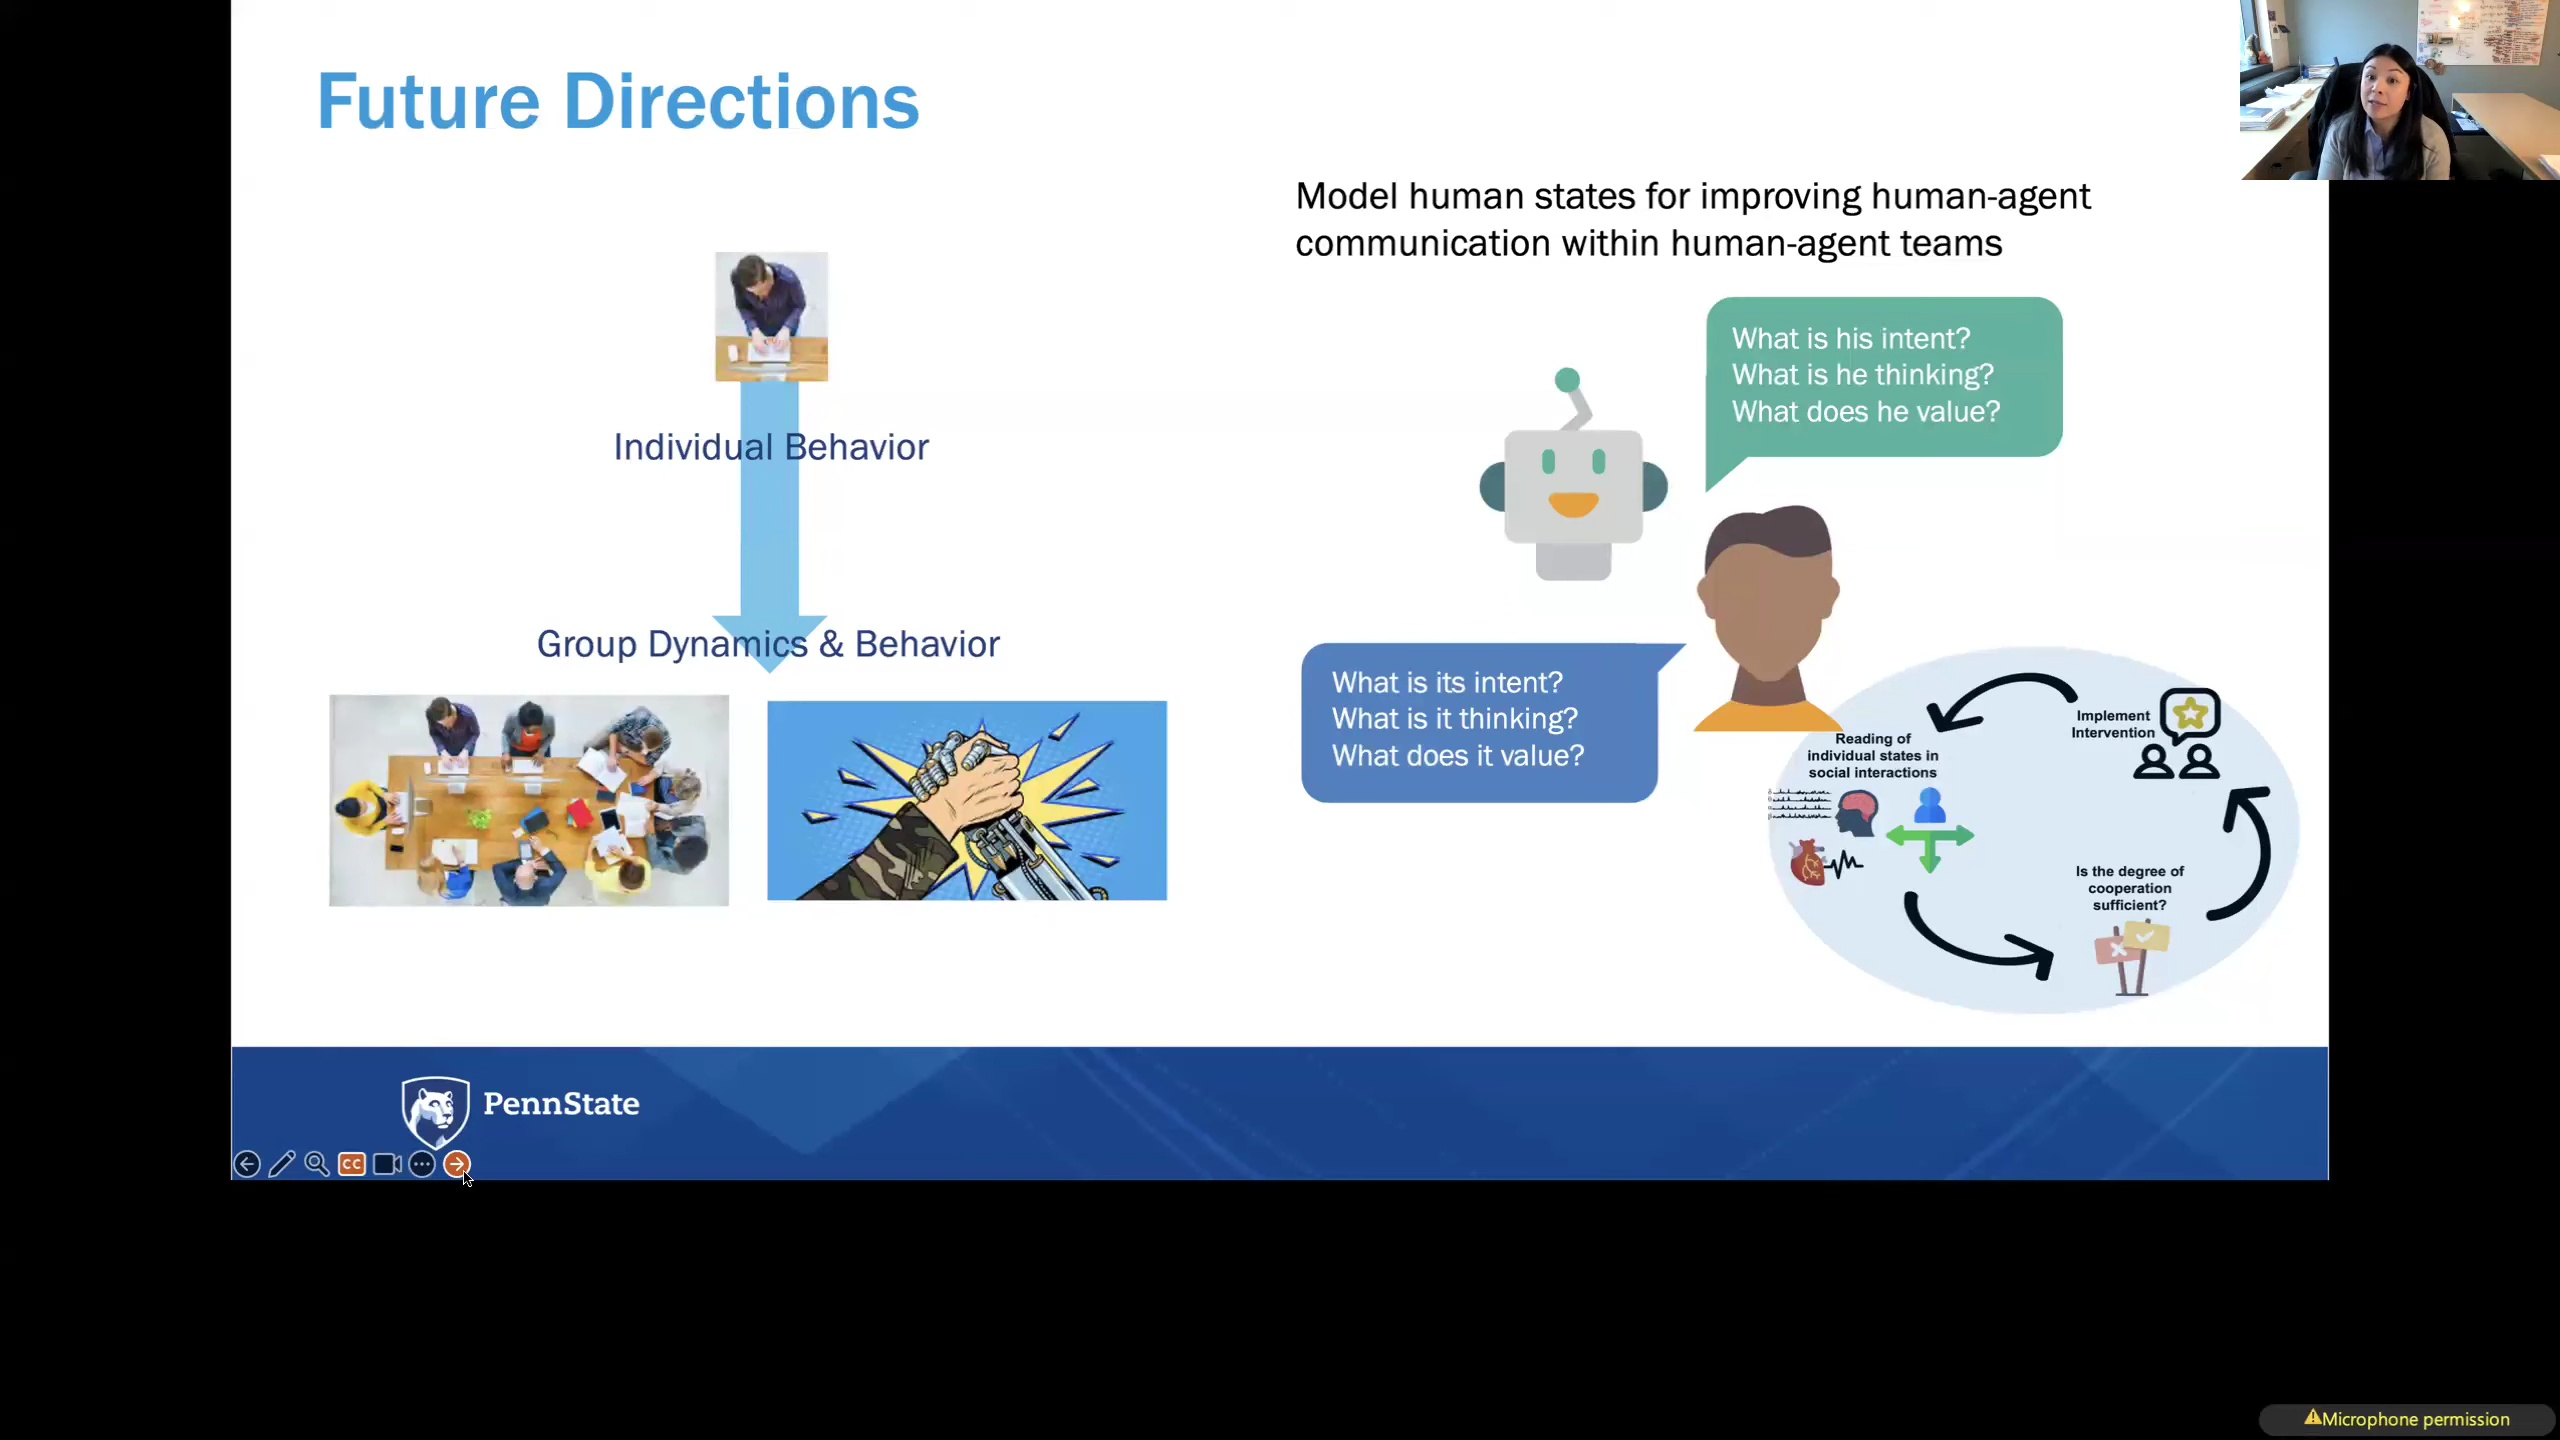 Future Directions
Model human states for improving human-agent
communication within human-agent teams
Individual Behavior
Group Dynamics & Behavior
What is his intent?
What is he thinking?
What does he value?
What is its intent?
What is it thinking?
What does it value?
Reading of
individual states in
social interactions
Implement
Intervention
Is the degree of
cooperation
sufficient?
PennState
CC
Microphone permission